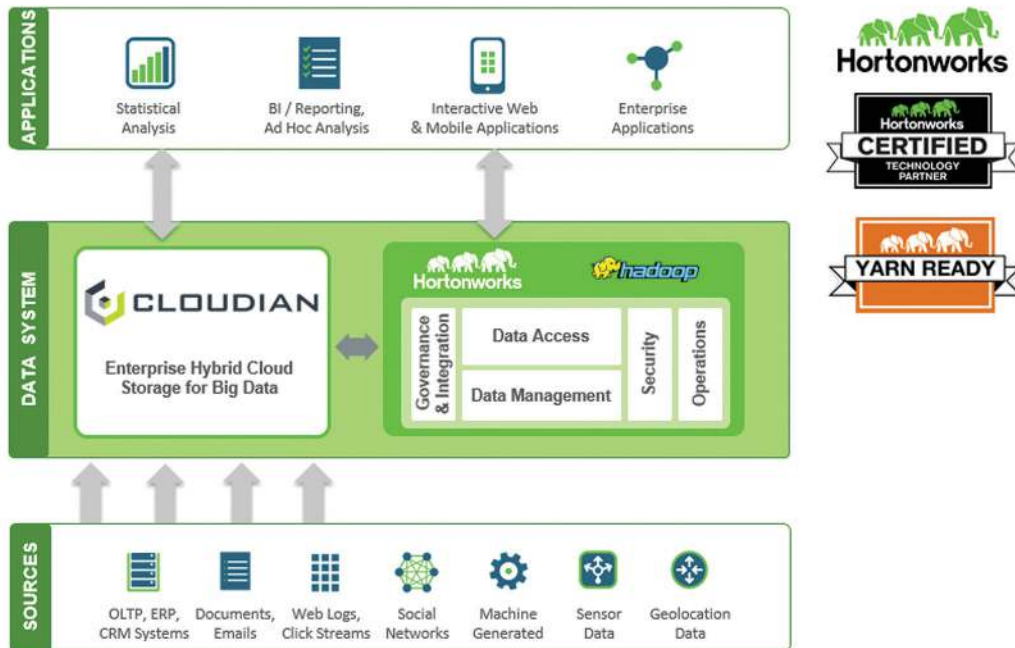 APPLICATIONS
Statistical
Analysis
BI / Reporting,
Ad Hoc Analysis
Interactive Web
& Mobile Applications
Enterprise
Applications
Hortonworks
Hortonworks
CERTIFIED
TECHNOLOGY
PARTNER
YARN READY
DATA SYSTEM
CLOUDIAN
Enterprise Hybrid Cloud
Storage for Big Data
Hortonworks
hadoop
Governance
& Integration
Data Access
Data Management
Security
Operations
SOURCES
OLTP, ERP,
CRM Systems
Documents,
Emails
Web Logs,
Click Streams
Social
Networks
Machine
Generated
Sensor
Data
Geolocation
Data